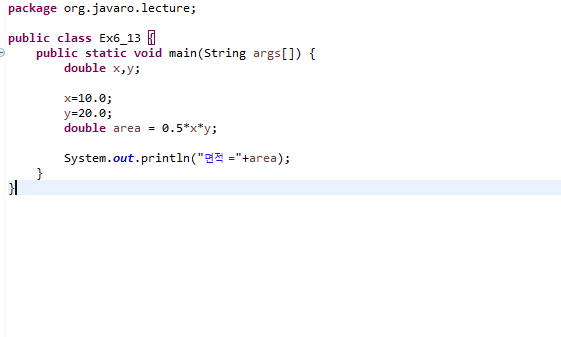 package org.javaro.lecture;
public class Ex6_13 {
public static void main(String args[]) {
double x,y;
x=10.0;
y=20.0;
double area = 0.5*x*y;
System.out.println("면적 ="+area);
}
}